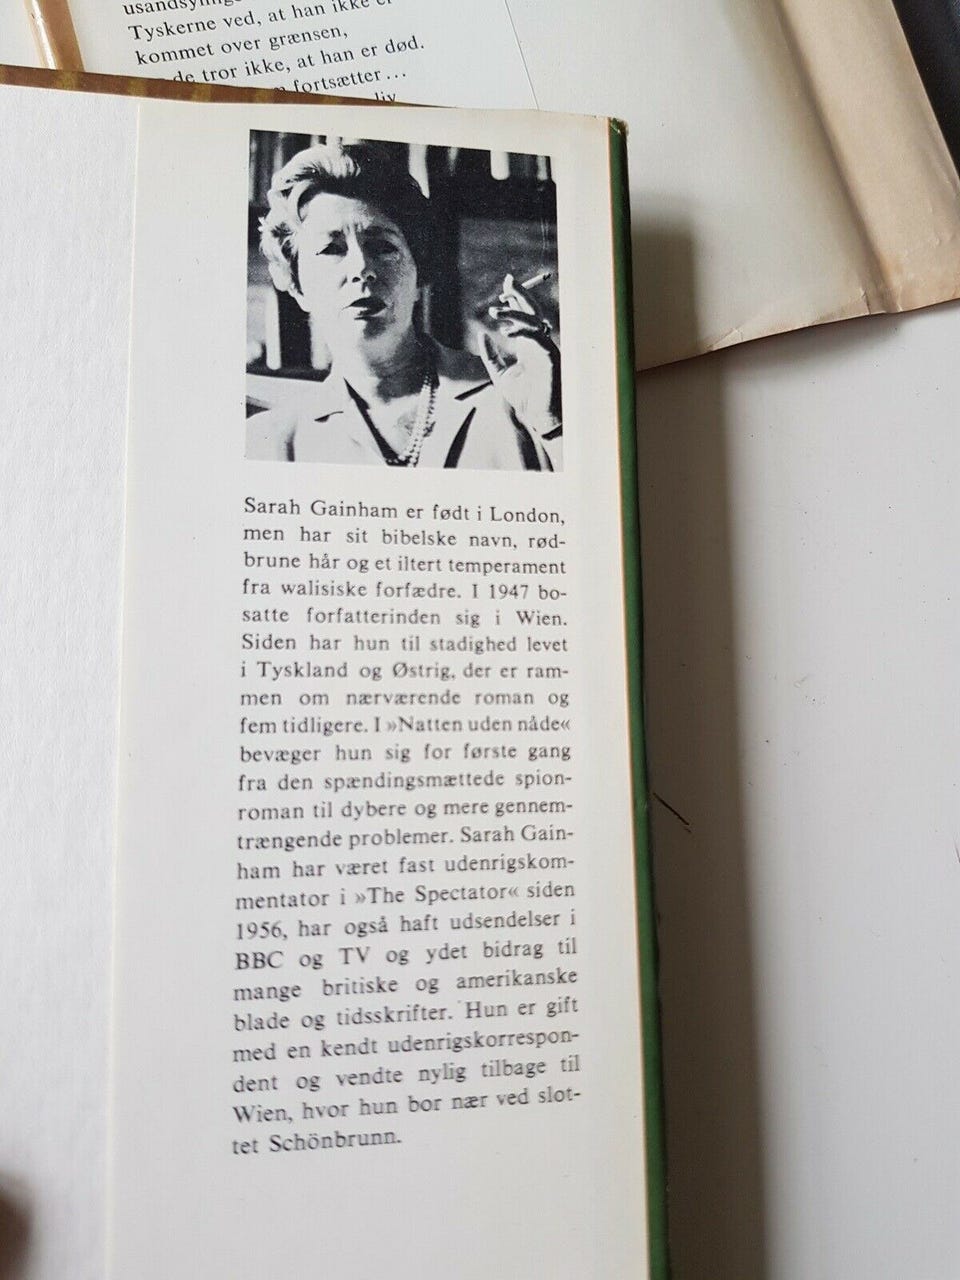 Tyskerne ved, at han ikke er
kommet over grænsen,
de tror ikke, at han er død.
fortsætter...
liv
Sarah Gainham er født i London,
men har sit bibelske navn, rød-
brune hår og et iltert temperament
fra walisiske forfædre. I 1947 bo-
satte forfatterinden sig i Wien.
Siden har hun til stadighed levet
i Tyskland og Østrig, der er ram-
men om nærværende roman og
fem tidligere. I »Natten uden nåde«
bevæger hun sig for første gang
fra den spændingsmættede spion-
roman til dybere og mere gennem-
trængende problemer. Sarah Gain-
ham har været fast udenrigskom-
mentator i »The Spectator« siden
1956, har også haft udsendelser i
BBC og TV og ydet bidrag til
mange britiske og amerikanske
blade og tidsskrifter. Hun er gift
med en kendt udenrigskorrespon-
dent og vendte nylig tilbage til
Wien, hvor hun bor nær ved slot-
tet Schönbrunn.